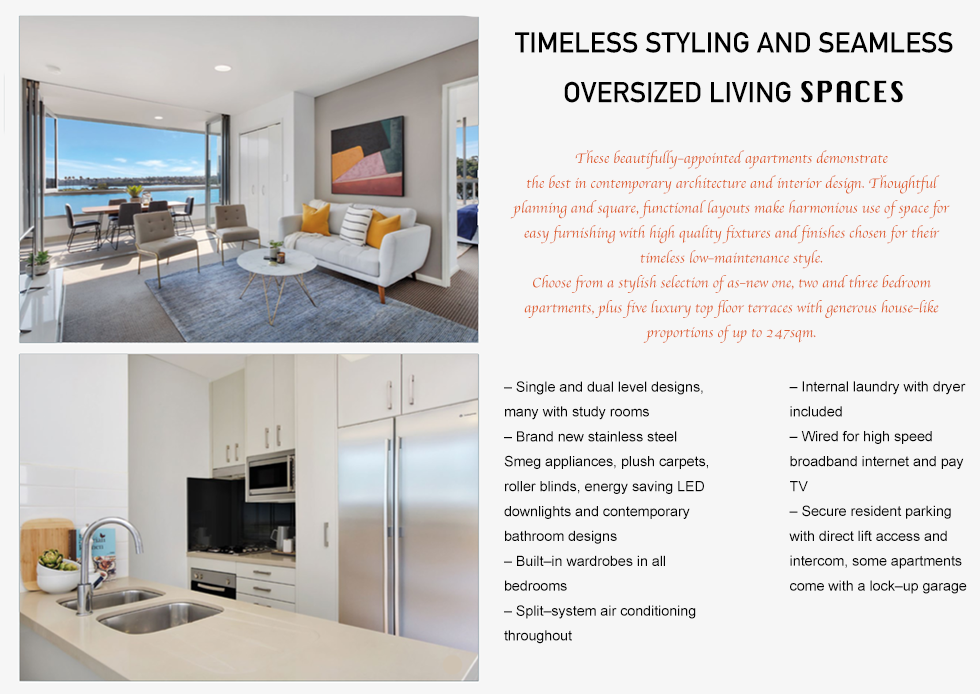 TIMELESS STYLING AND SEAMLESS
OVERSIZED LIVING SPACES
These beautifully-appointed apartments demonstrate
the best in contemporary architecture and interior design. Thoughtful
planning and square, functional layouts make harmonious use of space for
easy furnishing with high quality fixtures and finishes chosen for their
timeless low-maintenance style.
Choose from a stylish selection of as-new one, two and three bedroom
apartments, plus five luxury top floor terraces with generous house-like
proportions of up to 247sqm.
– Single and dual level designs,
many with study rooms
– Brand new stainless steel
Smeg appliances, plush carpets,
roller blinds, energy saving LED
downlights and contemporary
bathroom designs
– Built–in wardrobes in all
bedrooms
– Split–system air conditioning
throughout
– Internal laundry with dryer
included
– Wired for high speed
broadband internet and pay
TV
– Secure resident parking
with direct lift access and
intercom, some apartments
come with a lock–up garage